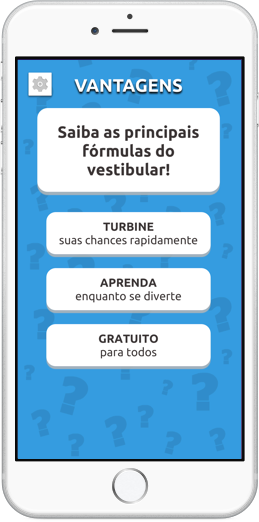 VANTAGENS
Saiba as principais
fórmulas do
vestibular!
TURBINE
suas chances rapidamente
APRENDA
enquanto se diverte
GRATUITO
para todos